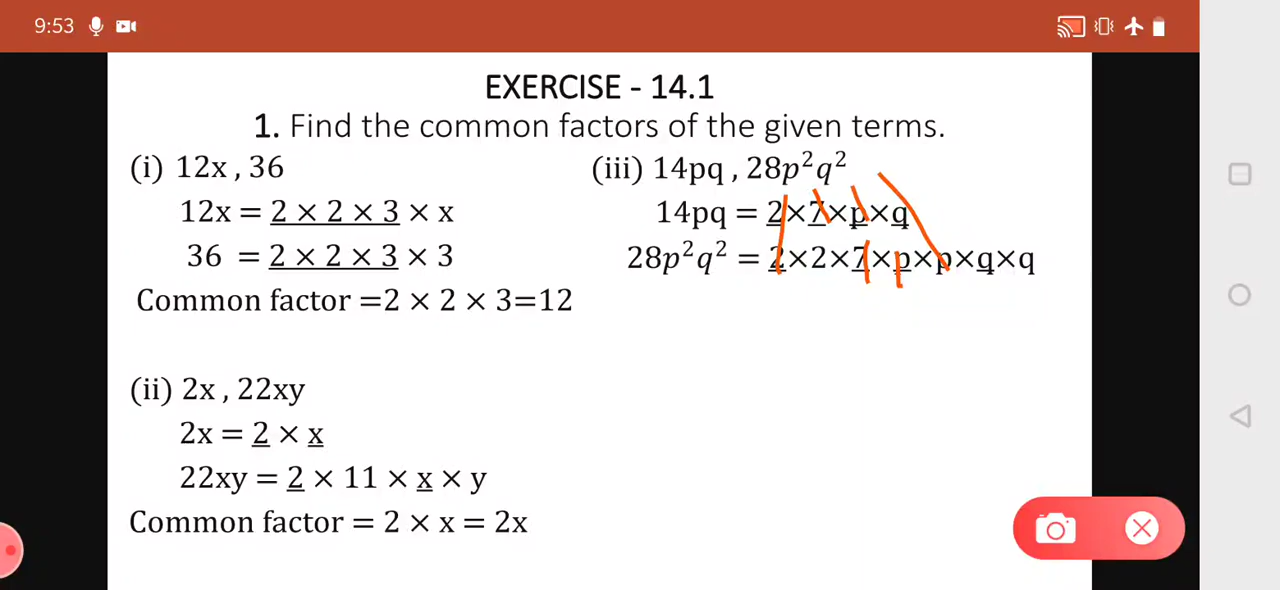 9:53
EXERCISE - 14.1
1. Find the common factors of the given terms.
(i) 12x , 36
12x = 2 × 2 × 3 × x
36 = 2 × 2 × 3 × 3
Common factor =2 × 2 × 3=12
(ii) 2x , 22xy
2x = 2 × x
22xy = 2 × 11 × x × y
Common factor = 2 × x = 2x
(iii) 14pq , 28p²q²
14pq = 2×7×p×q
28p²q² = 2×2×7×p×p×q×q